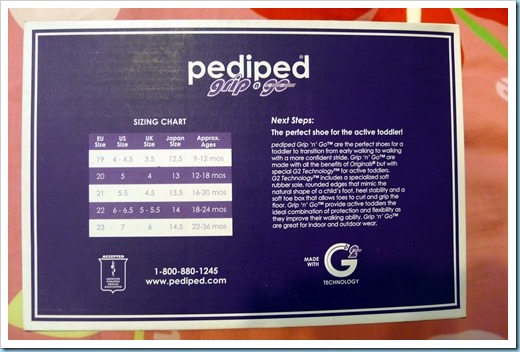 pediped®
grip n go™
SIZING CHART
EU Size US Size UK Size Japan Size Approx. Ages
19 4 - 4.5 3.5 12.5 9-12 mos
20 5 4 13 12-18 mos
21 5.5 4.5 13.5 16-20 mos
22 6 - 6.5 5 - 5.5 14 18-24 mos
23 7 6 14.5 22-36 mos
Next Steps:
The perfect shoe for the active toddler!
pediped Grip 'n' Go™ are the perfect shoes for a
toddler to transition from early walking to walking
with a more confident stride. Grip 'n' Go™ are
made with all the benefits of Originals® but with
special G2 Technology™ for active toddlers.
G2 Technology™ includes a specialized soft
rubber sole, rounded edges that mimic the
natural shape of a child's foot, heel stability and a
soft toe box that allows toes to curl and grip the
floor. Grip 'n' Go™ provide active toddlers the
ideal combination of protection and flexibility as
they improve their walking ability. Grip 'n' Go™
are great for indoor and outdoor wear.
ACCEPTED
AMERICAN
PODIATRIC
MEDICAL
ASSOCIATION
1-800-880-1245
www.pediped.com
MADE
WITH
G2™
TECHNOLOGY